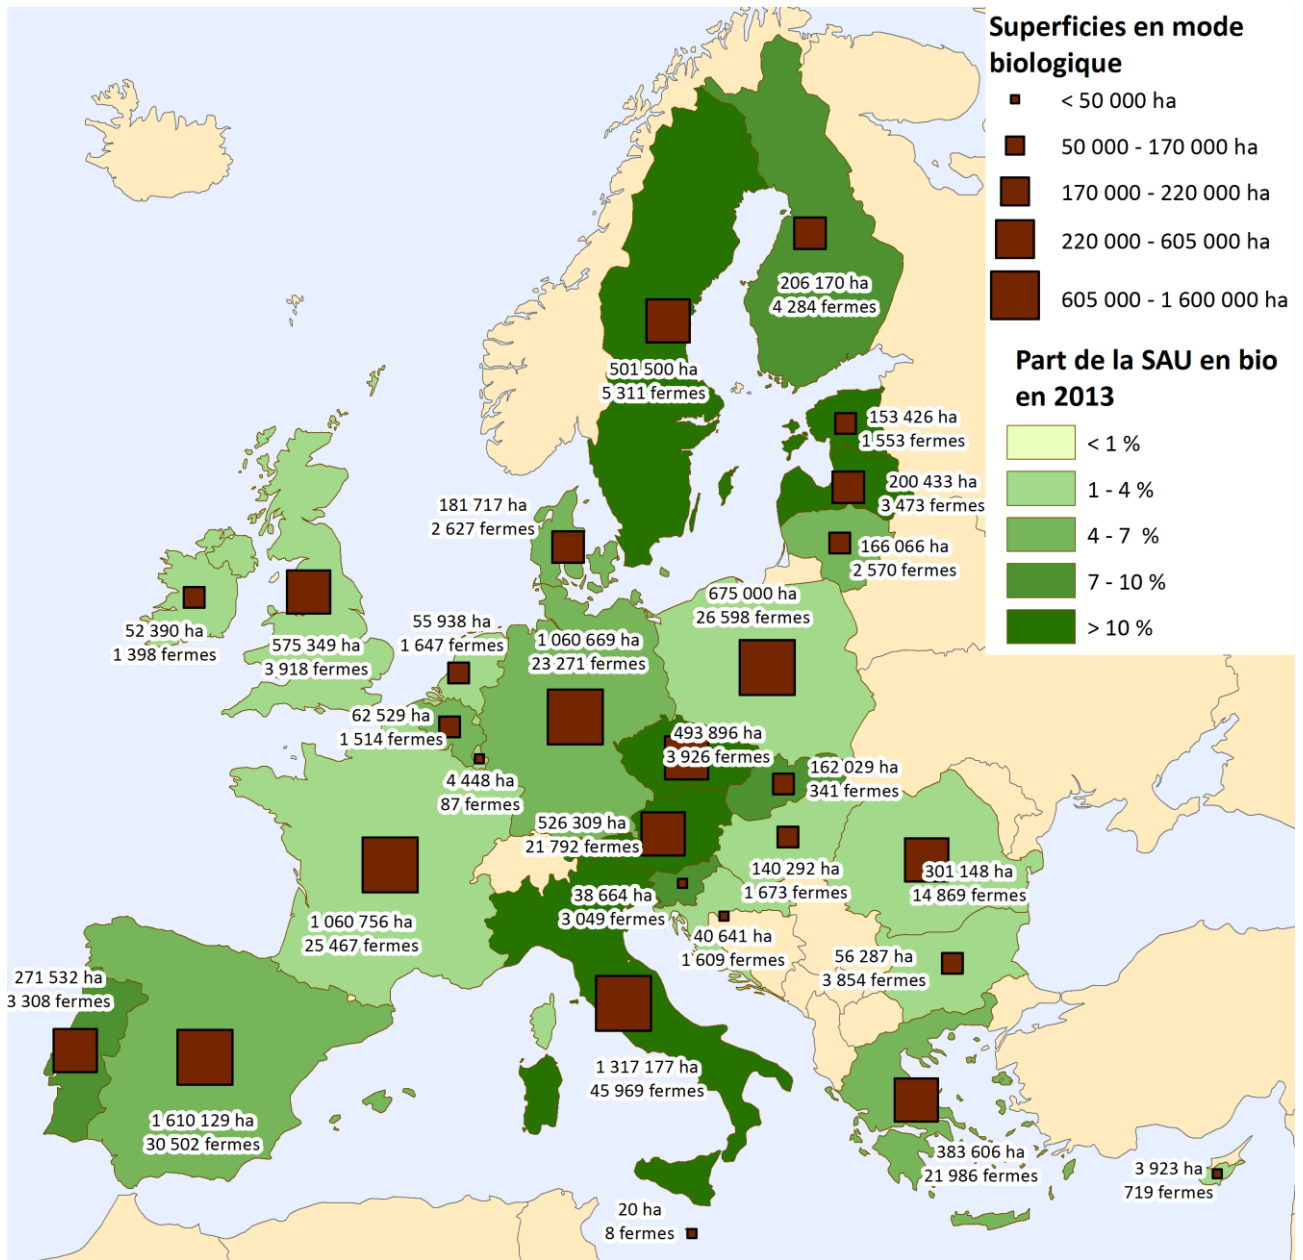 Superficies en mode
biologique
< 50 000 ha
50 000 - 170 000 ha
170 000 - 220 000 ha
220 000 - 605 000 ha
605 000 - 1 600 000 ha
Part de la SAU en bio
en 2013
< 1 %
1 - 4 %
4 - 7 %
7 - 10 %
> 10 %
206 170 ha
4 284 fermes
501 500 ha
5 311 fermes
153 426 ha
1 553 fermes
200 433 ha
3 473 fermes
166 066 ha
2 570 fermes
181 717 ha
2 627 fermes
52 390 ha
1 398 fermes
575 349 ha
3 918 fermes
55 938 ha
1 647 fermes
1 060 669 ha
23 271 fermes
675 000 ha
26 598 fermes
62 529 ha
1 514 fermes
4 448 ha
87 fermes
493 896 ha
3 926 fermes
162 029 ha
341 fermes
526 309 ha
21 792 fermes
140 292 ha
1 673 fermes
301 148 ha
14 869 fermes
38 664 ha
3 049 fermes
40 641 ha
1 609 fermes
56 287 ha
3 854 fermes
1 060 756 ha
25 467 fermes
271 532 ha
3 308 fermes
1 610 129 ha
30 502 fermes
1 317 177 ha
45 969 fermes
383 606 ha
21 986 fermes
3 923 ha
719 fermes
20 ha
8 fermes